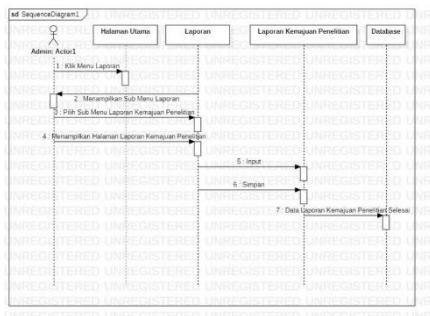 sd SequenceDiagram1
Halaman Utama
Laporan
Laporan Kemajuan Penelitian
Database
Admin: Actor1
1 : Klik Menu Laporan
2 : Menampilkan Sub Menu Laporan
3 : Pilih Sub Menu Laporan Kemajuan Penelitian
4 : Menampilkan Halaman Laporan Kemajuan Penelitian
5 : Input
6 : Simpan
7 : Data Laporan Kemajuan Penelitian Selesai
UNREGISTERED